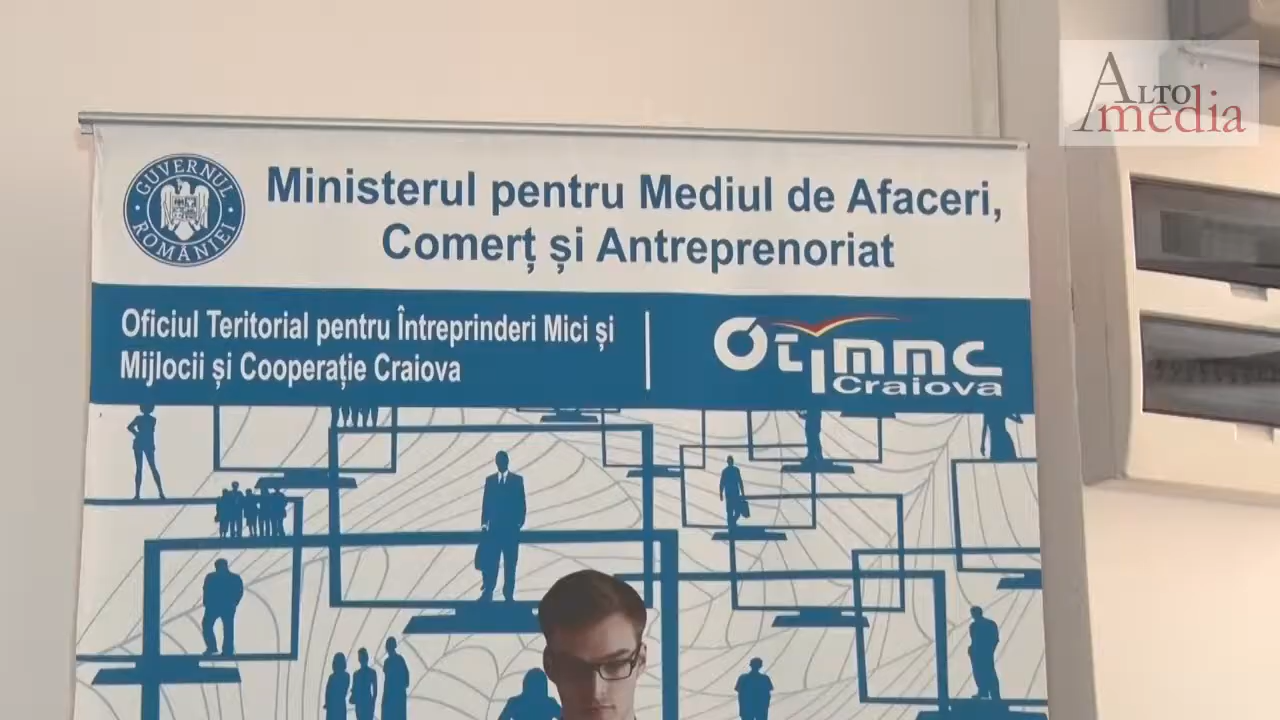 ALTO
media
GUVERNUL
ROMÂNIEI
Ministerul pentru Mediul de Afaceri,
Comerț și Antreprenoriat
Oficiul Teritorial pentru Întreprinderi Mici și
Mijlocii și Cooperație Craiova
OTIMMC
Craiova